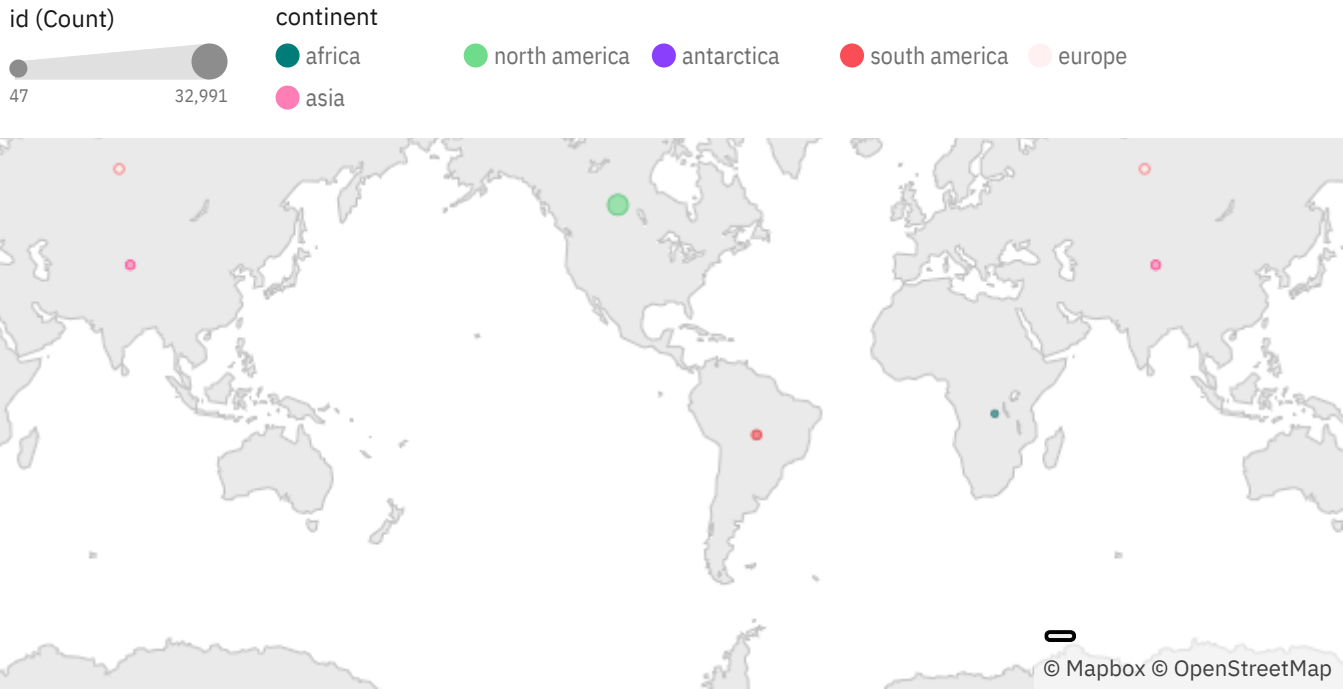 id (Count)
47
32,991
continent
africa
north america
antarctica
south america
europe
asia
© Mapbox © OpenStreetMap